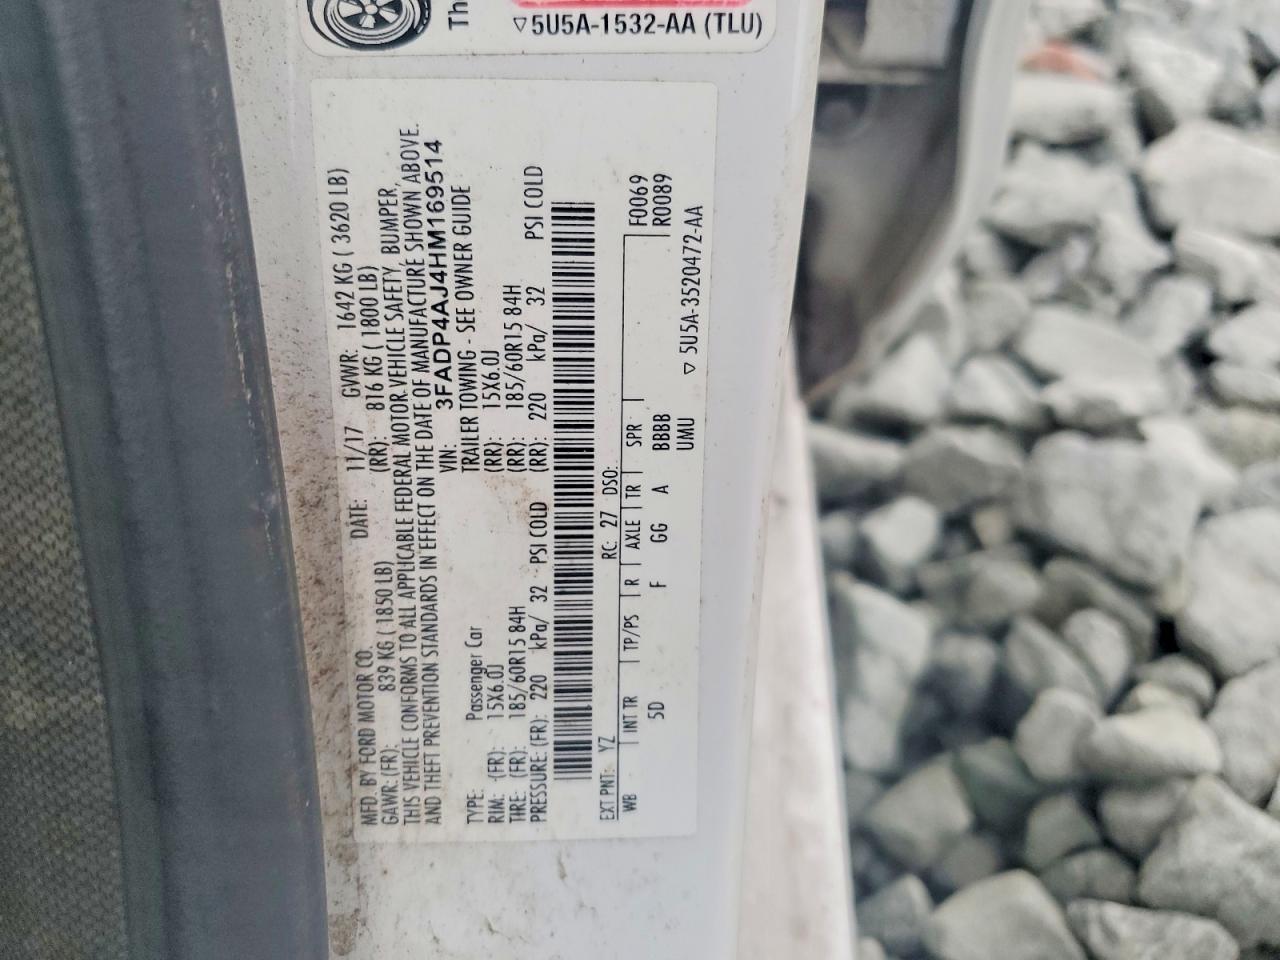 Th
▽5U5A-1532-AA (TLU)
MFD. BY FORD MOTOR CO. DATE: 11/17 GVWR: 1642 KG ( 3620 LB)
GAWR: (FR): 839 KG ( 1850 LB) (RR): 816 KG ( 1800 LB)
THIS VEHICLE CONFORMS TO ALL APPLICABLE FEDERAL MOTOR VEHICLE SAFETY, BUMPER,
AND THEFT PREVENTION STANDARDS IN EFFECT ON THE DATE OF MANUFACTURE SHOWN ABOVE.
VIN: 3FADP4AJ4HM169514
TYPE: Passenger Car TRAILER TOWING - SEE OWNER GUIDE
RIM: (FR): 15X6.0J (RR): 15X6.0J
TIRE: (FR): 185/60R15 84H (RR): 185/60R15 84H
PRESSURE: (FR): 220 kPa/ 32 PSI COLD (RR): 220 kPa/ 32 PSI COLD
EXT PNT: YZ RC: 27 DSO:
WB INT TR TP/PS R AXLE TR SPR F0069
5D F GG A BBBB R0089
UMU ▽ 5U5A-3520472-AA